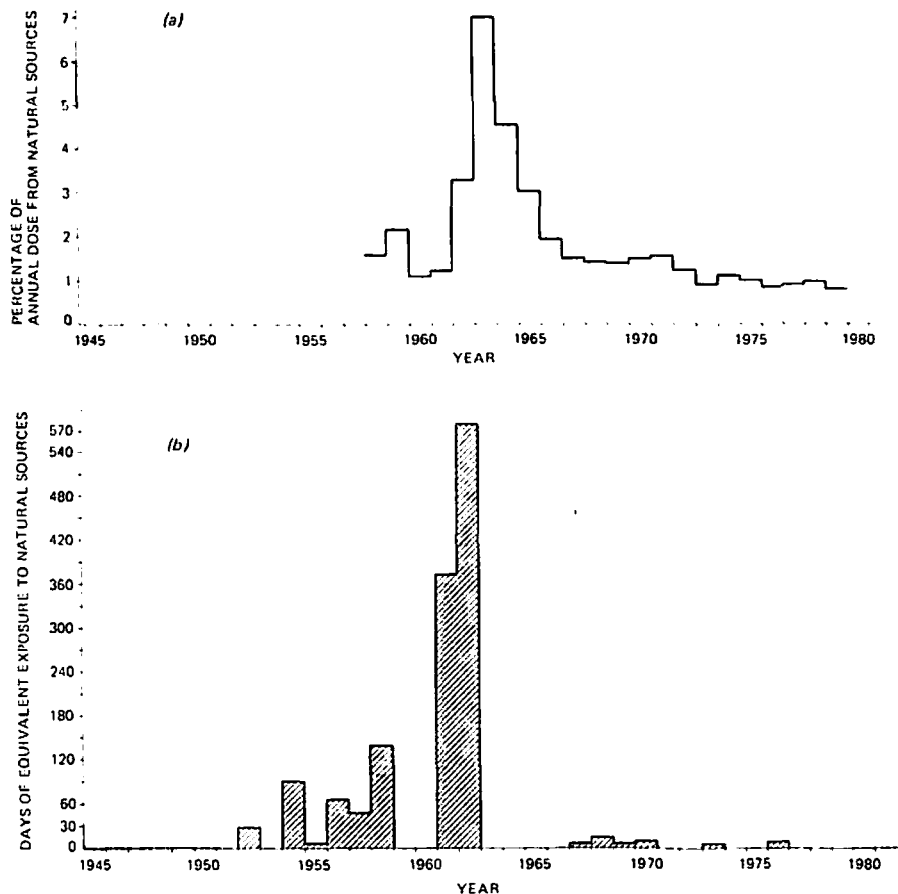 (a)
PERCENTAGE OF
ANNUAL DOSE FROM NATURAL SOURCES
7
6
5
4
3
2
1
0
1945 1950 1955 1960 1965 1970 1975 1980
YEAR
(b)
DAYS OF EQUIVALENT EXPOSURE TO NATURAL SOURCES
570
540
480
420
360
300
240
180
120
60
30
0
1945 1950 1955 1960 1965 1970 1975 1980
YEAR